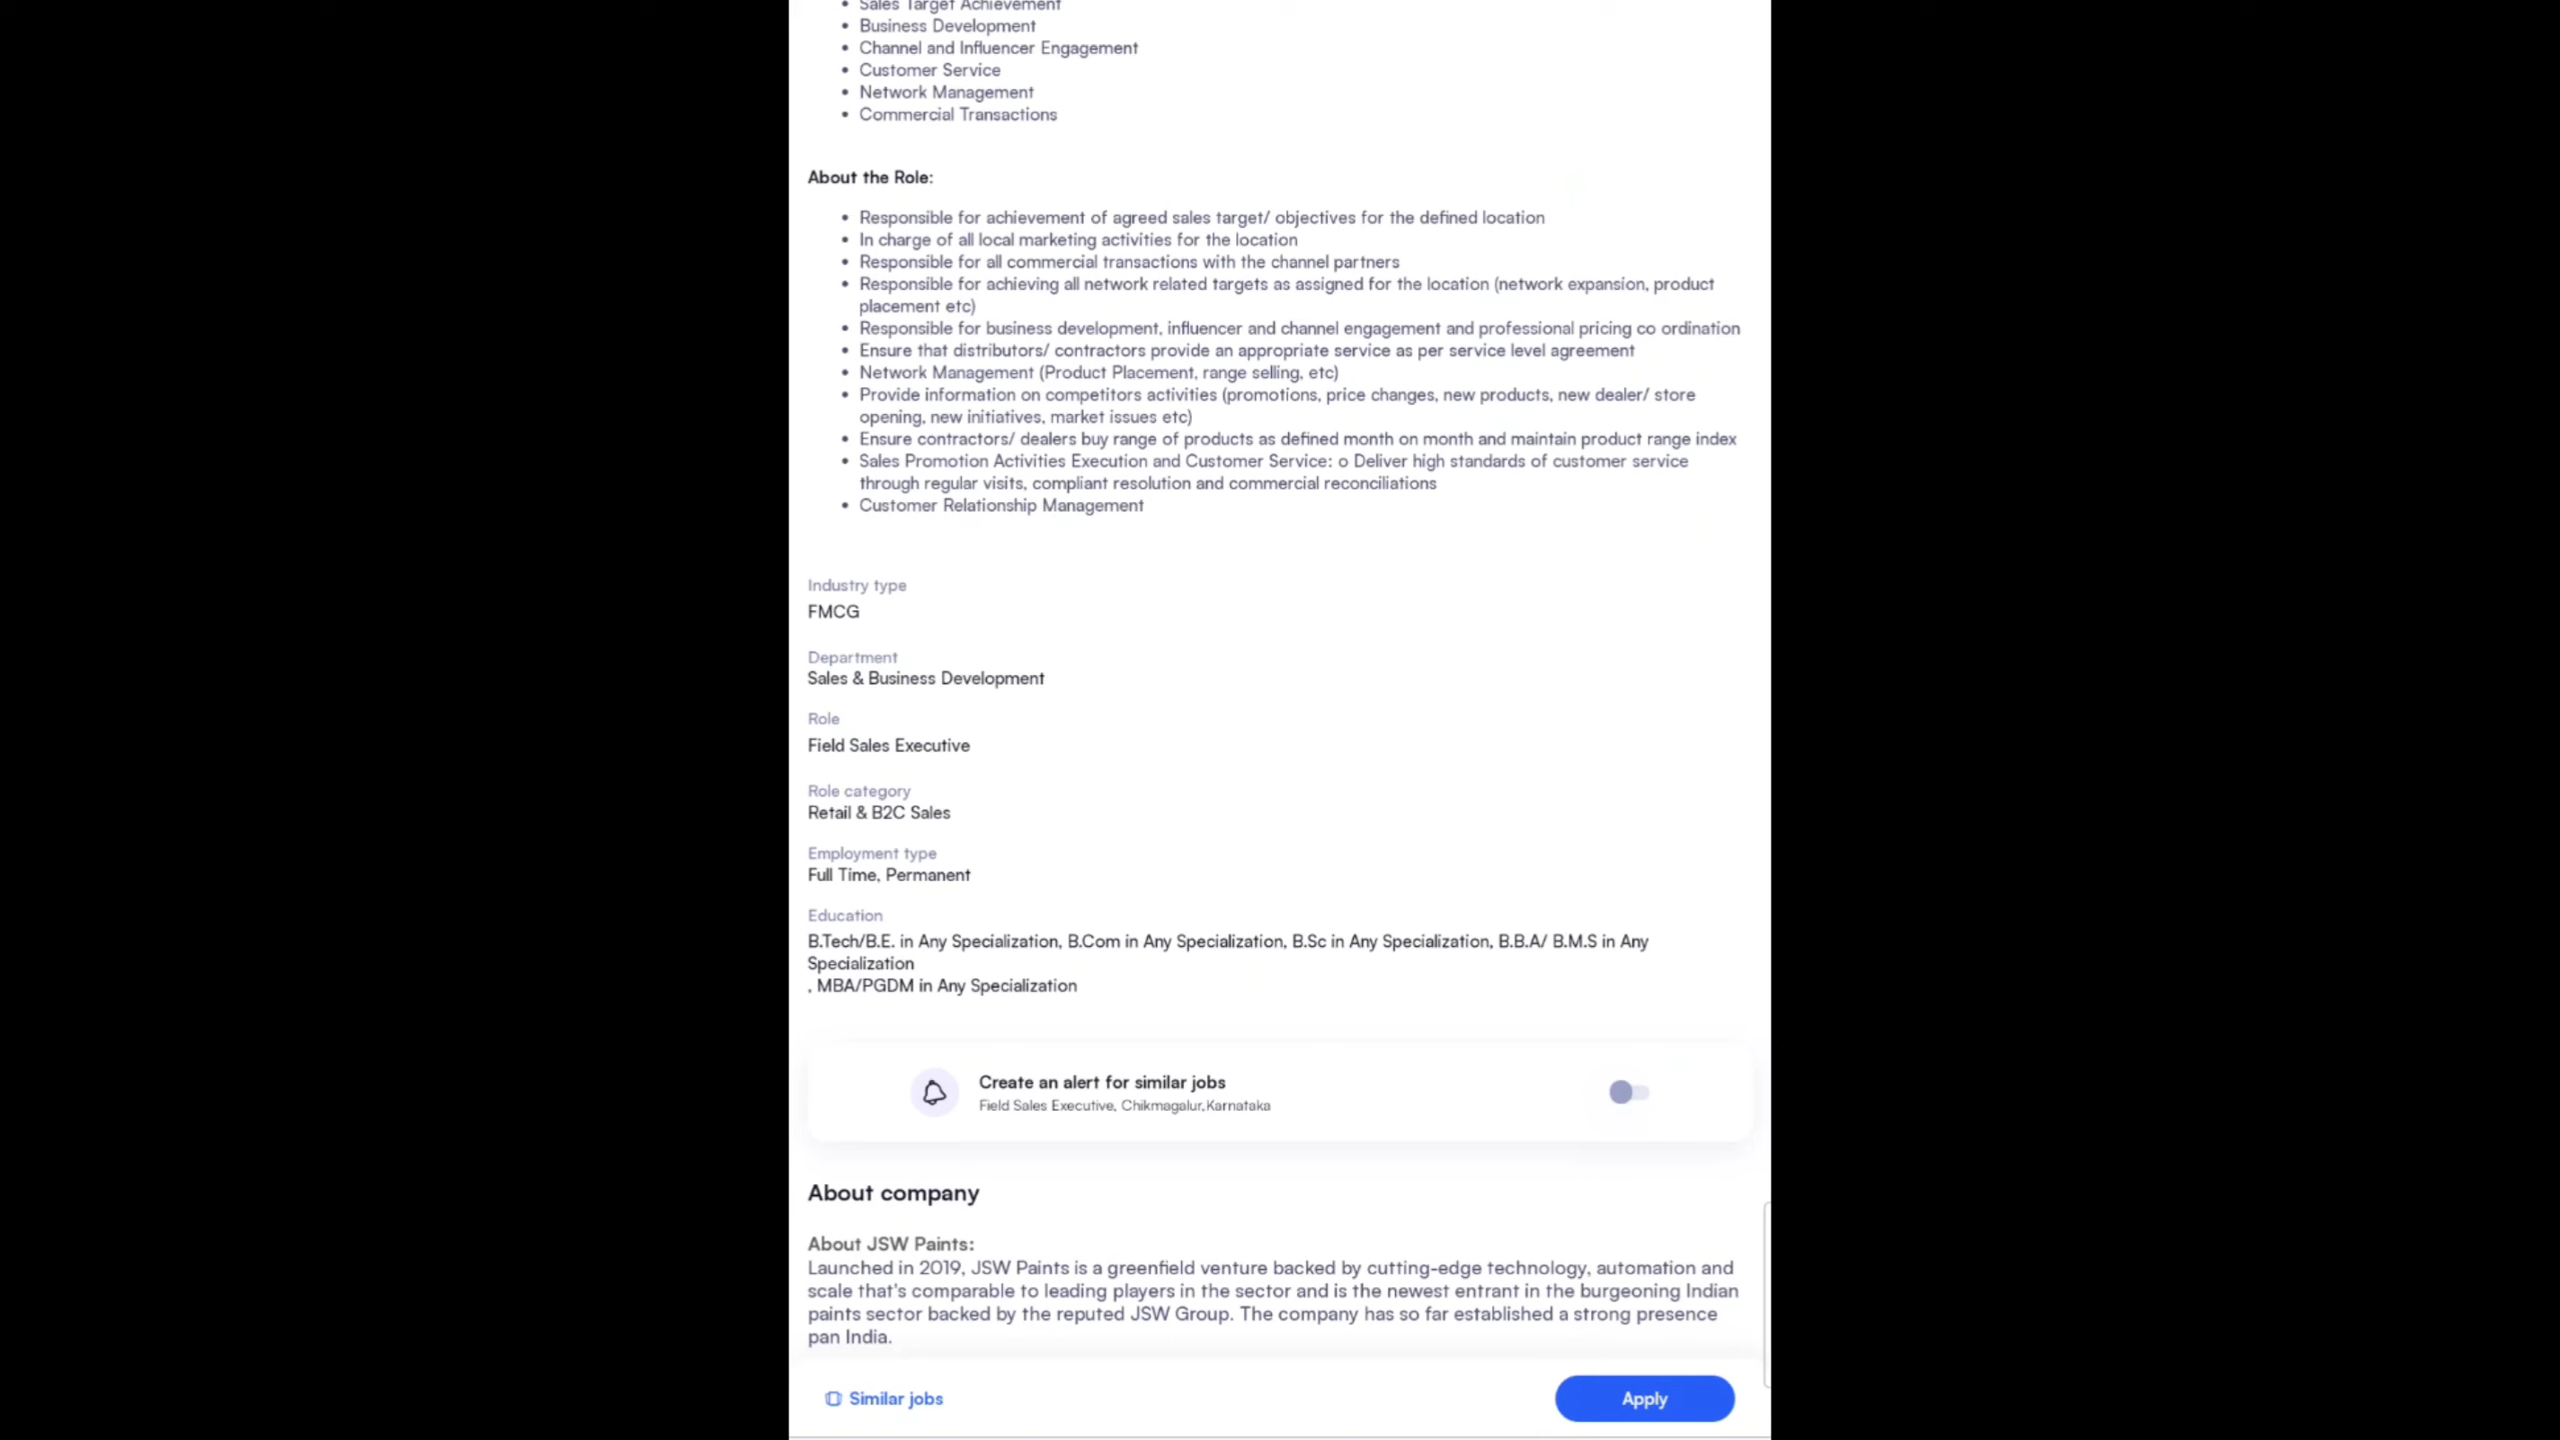 Sales Target Achievement
Business Development
Channel and Influencer Engagement
Customer Service
Network Management
Commercial Transactions
About the Role:
Responsible for achievement of agreed sales target/ objectives for the defined location
In charge of all local marketing activities for the location
Responsible for all commercial transactions with the channel partners
Responsible for achieving all network related targets as assigned for the location (network expansion, product
placement etc)
Responsible for business development, influencer and channel engagement and professional pricing co ordination
Ensure that distributors/ contractors provide an appropriate service as per service level agreement
Network Management (Product Placement, range selling, etc)
Provide information on competitors activities (promotions, price changes, new products, new dealer/ store
opening, new initiatives, market issues etc)
Ensure contractors/ dealers buy range of products as defined month on month and maintain product range index
Sales Promotion Activities Execution and Customer Service: o Deliver high standards of customer service
through regular visits, compliant resolution and commercial reconciliations
Customer Relationship Management
Industry type
FMCG
Department
Sales & Business Development
Role
Field Sales Executive
Role category
Retail & B2C Sales
Employment type
Full Time, Permanent
Education
B.Tech/B.E. in Any Specialization, B.Com in Any Specialization, B.Sc in Any Specialization, B.B.A/ B.M.S in Any
Specialization
, MBA/PGDM in Any Specialization
Create an alert for similar jobs
Field Sales Executive, Chikmagalur,Karnataka
About company
About JSW Paints:
Launched in 2019, JSW Paints is a greenfield venture backed by cutting-edge technology, automation and
scale that's comparable to leading players in the sector and is the newest entrant in the burgeoning Indian
paints sector backed by the reputed JSW Group. The company has so far established a strong presence
pan India.
Similar jobs
Apply